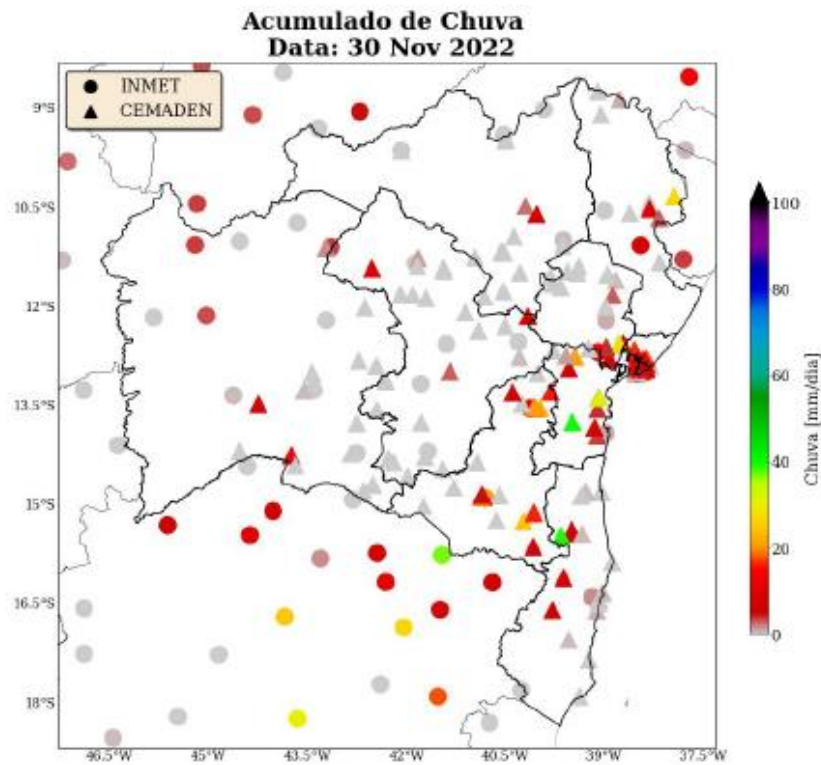 Acumulado de Chuva
Data: 30 Nov 2022
INMET
CEMADEN
9°S
10.5°S
12°S
13.5°S
15°S
16.5°S
18°S
46.5°W
45°W
43.5°W
42°W
40.5°W
39°W
37.5°W
100
80
60
40
20
0
Chuva [mm/dia]